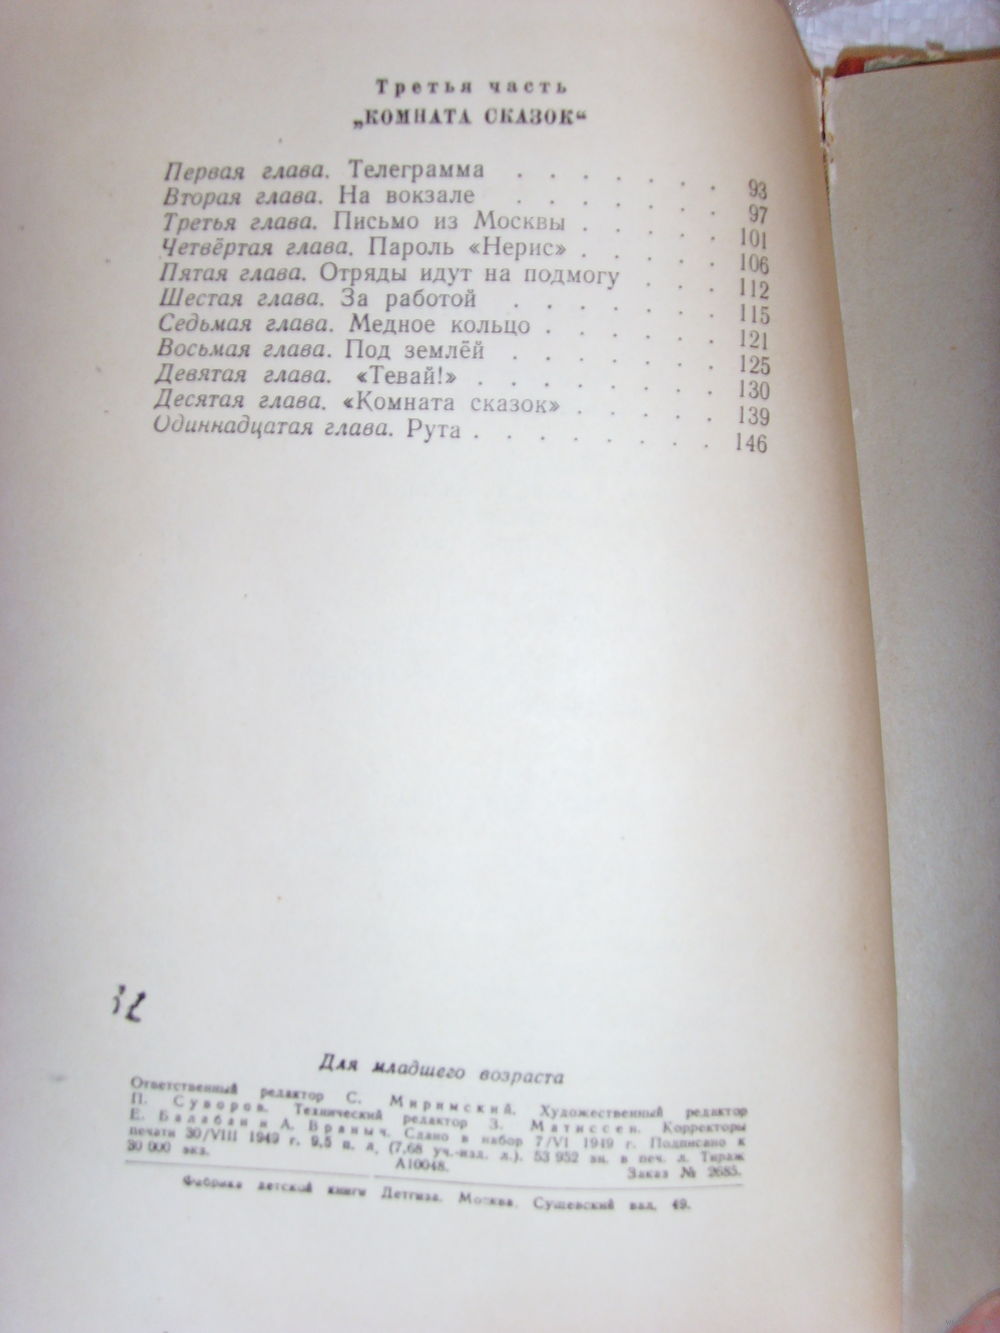 Третья часть
„КОМНАТА СКАЗОК“
Первая глава. Телеграмма . . . . . . . 93
Вторая глава. На вокзале . . . . . . . 97
Третья глава. Письмо из Москвы . . . . . 101
Четвёртая глава. Пароль «Нерис» . . . . . 106
Пятая глава. Отряды идут на подмогу . . . 112
Шестая глава. За работой . . . . . . . 115
Седьмая глава. Медное кольцо . . . . . . 121
Восьмая глава. Под землёй . . . . . . . 125
Девятая глава. «Тевай!» . . . . . . . . 130
Десятая глава. «Комната сказок» . . . . . 139
Одиннадцатая глава. Рута . . . . . . . . 146
Для младшего возраста
Ответственный редактор С. Миримский. Художественный редактор
П. Суворов. Технический редактор З. Матиссен. Корректоры
Е. Балабан и А. Враныч. Сдано в набор 7/VI 1949 г. Подписано к
печати 30/VIII 1949 г. 9,5 п. л. (7,68 уч.-изд. л.). 53 952 зн. в печ. л. Тираж
30 000 экз. А10048. Заказ № 2685.
Фабрика детской книги Детгиза. Москва. Сущевский вал, 49.